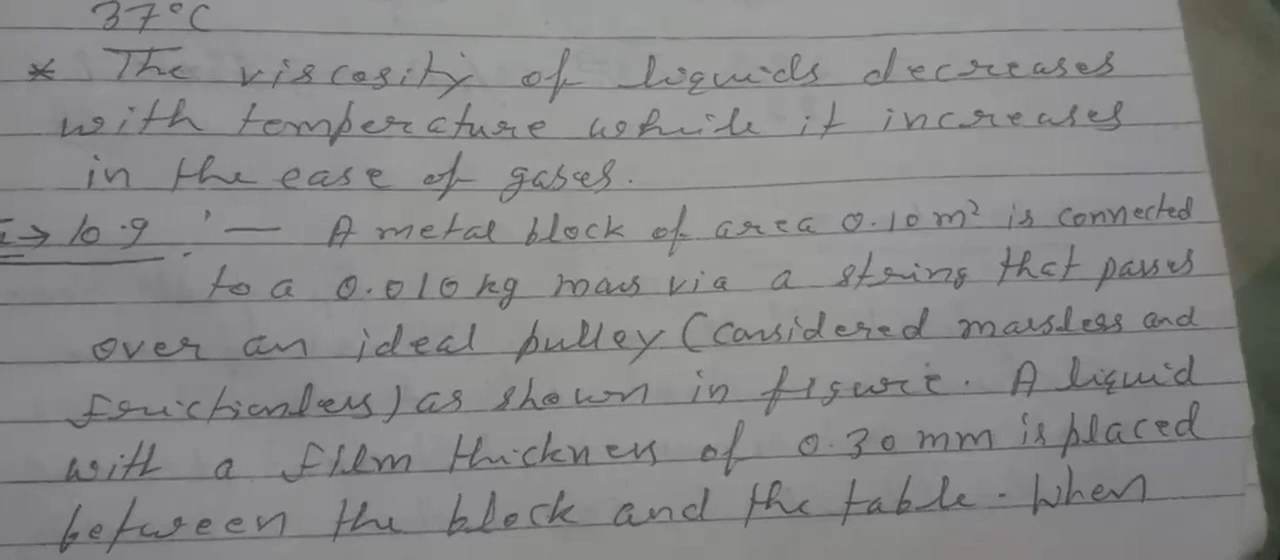 37°C
* The viscosity of liquids decreases
with temperature while it increases
in the case of gases.
→ 10.9 :- A metal block of area 0.10 m² is connected
to a 0.010 kg mass via a string that passes
over an ideal pulley (considered massless and
frictionless) as shown in figure. A liquid
with a film thickness of 0.30 mm is placed
between the block and the table. When